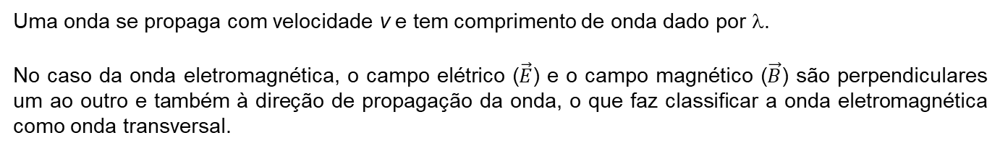 Uma onda se propaga com velocidade v e tem comprimento de onda dado por λ.
No caso da onda eletromagnética, o campo elétrico (\vec{E}) e o campo magnético (\vec{B}) são perpendiculares
um ao outro e também à direção de propagação da onda, o que faz classificar a onda eletromagnética
como onda transversal.